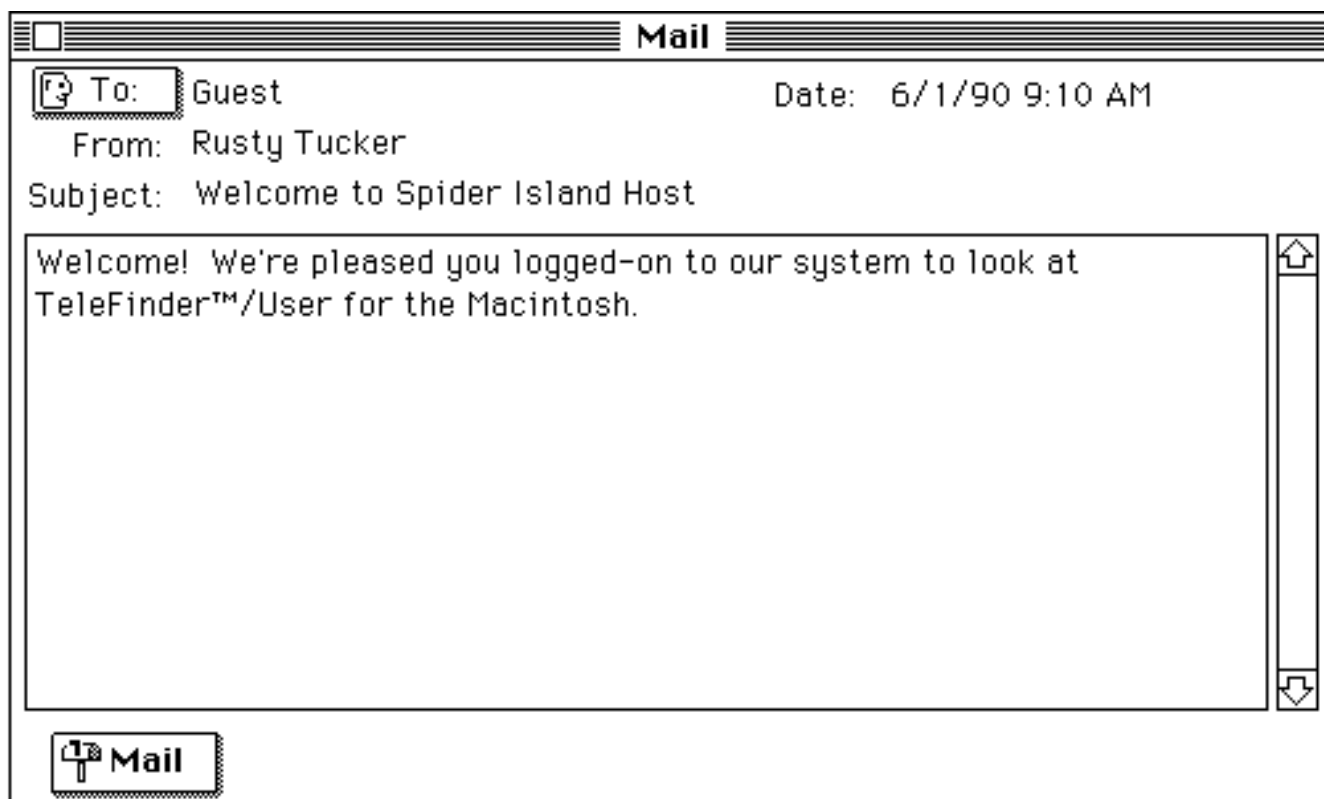 Mail
To: Guest Date: 6/1/90 9:10 AM
From: Rusty Tucker
Subject: Welcome to Spider Island Host
Welcome!  We're pleased you logged-on to our system to look at
TeleFinder™/User for the Macintosh.
Mail